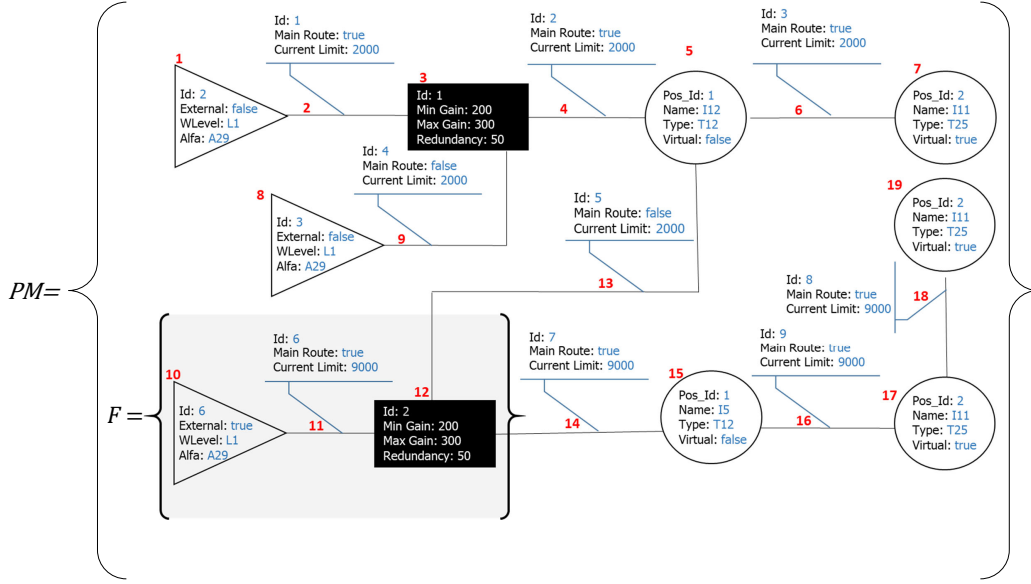 Id: 1
Main Route: true
Current Limit: 2000
Id: 2
Main Route: true
Current Limit: 2000
Id: 3
Main Route: true
Current Limit: 2000
1
Id: 2
External: false
WLevel: L1
Alfa: A29
2
3
Id: 1
Min Gain: 200
Max Gain: 300
Redundancy: 50
4
5
Pos_Id: 1
Name: I12
Type: T12
Virtual: false
6
7
Pos_Id: 2
Name: I11
Type: T25
Virtual: true
Id: 4
Main Route: false
Current Limit: 2000
8
Id: 3
External: false
WLevel: L1
Alfa: A29
9
Id: 5
Main Route: false
Current Limit: 2000
13
19
Pos_Id: 2
Name: I11
Type: T25
Virtual: true
PM=
Id: 8
Main Route: true
Current Limit: 9000
18
F =
10
Id: 6
External: true
WLevel: L1
Alfa: A29
Id: 6
Main Route: true
Current Limit: 9000
11
12
Id: 2
Min Gain: 200
Max Gain: 300
Redundancy: 50
Id: 7
Main Route: true
Current Limit: 9000
14
15
Pos_Id: 1
Name: I5
Type: T12
Virtual: false
Id: 9
Main Route: true
Current Limit: 9000
16
17
Pos_Id: 2
Name: I11
Type: T25
Virtual: true